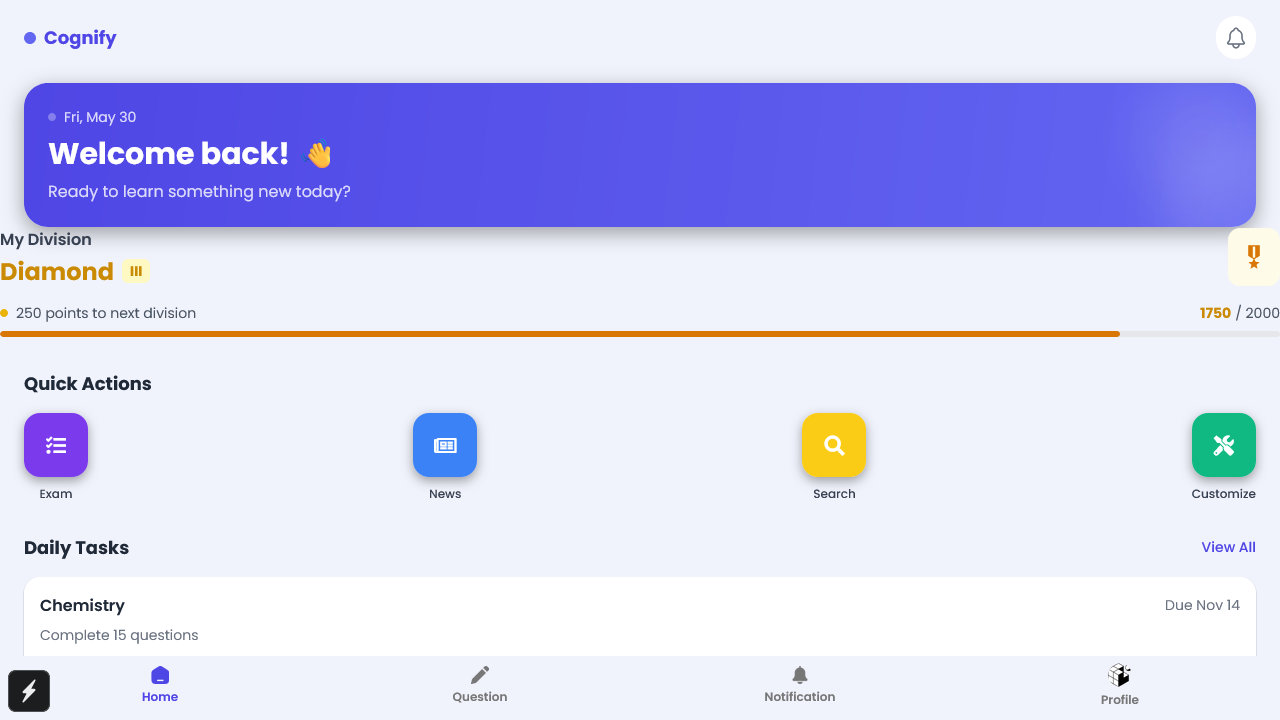 Cognify
Fri, May 30
Welcome back! 👋
Ready to learn something new today?
My Division
Diamond III
250 points to next division
1750 / 2000
Quick Actions
Exam
News
Search
Customize
Daily Tasks
View All
Chemistry
Due Nov 14
Complete 15 questions
Home
Question
Notification
Profile